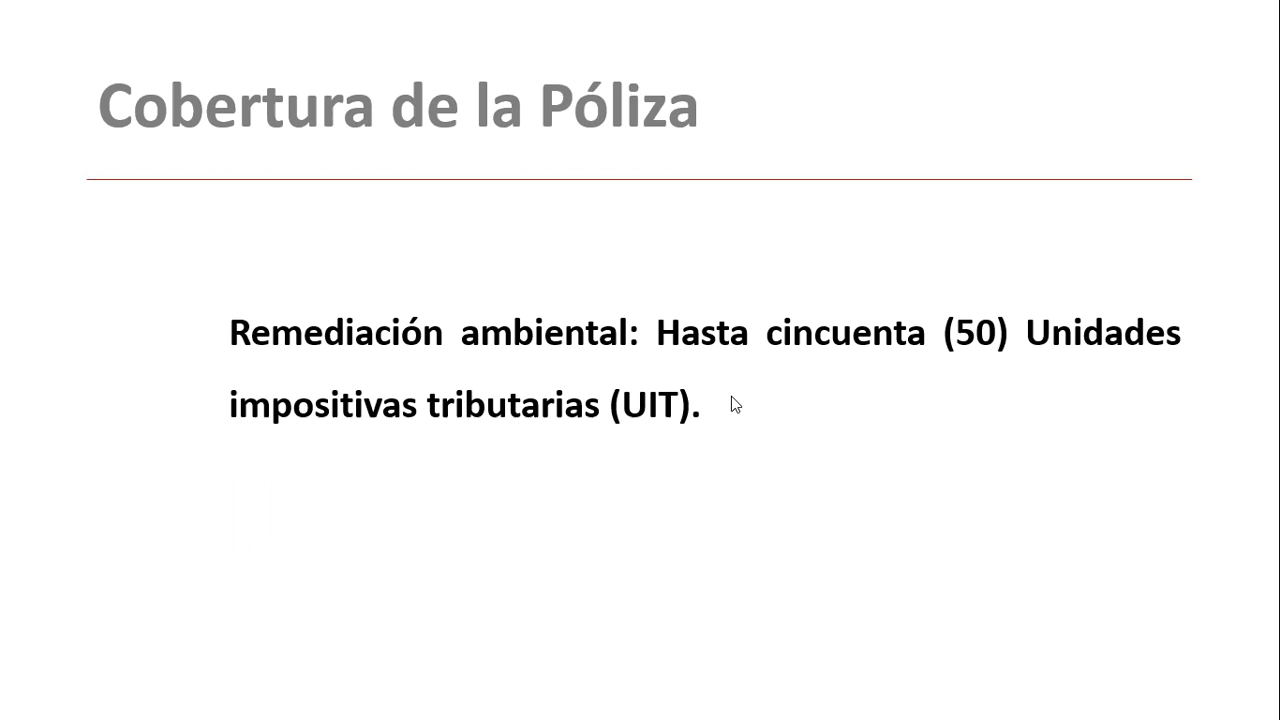 Cobertura de la Póliza
Remediación ambiental: Hasta cincuenta (50) Unidades
impositivas tributarias (UIT).